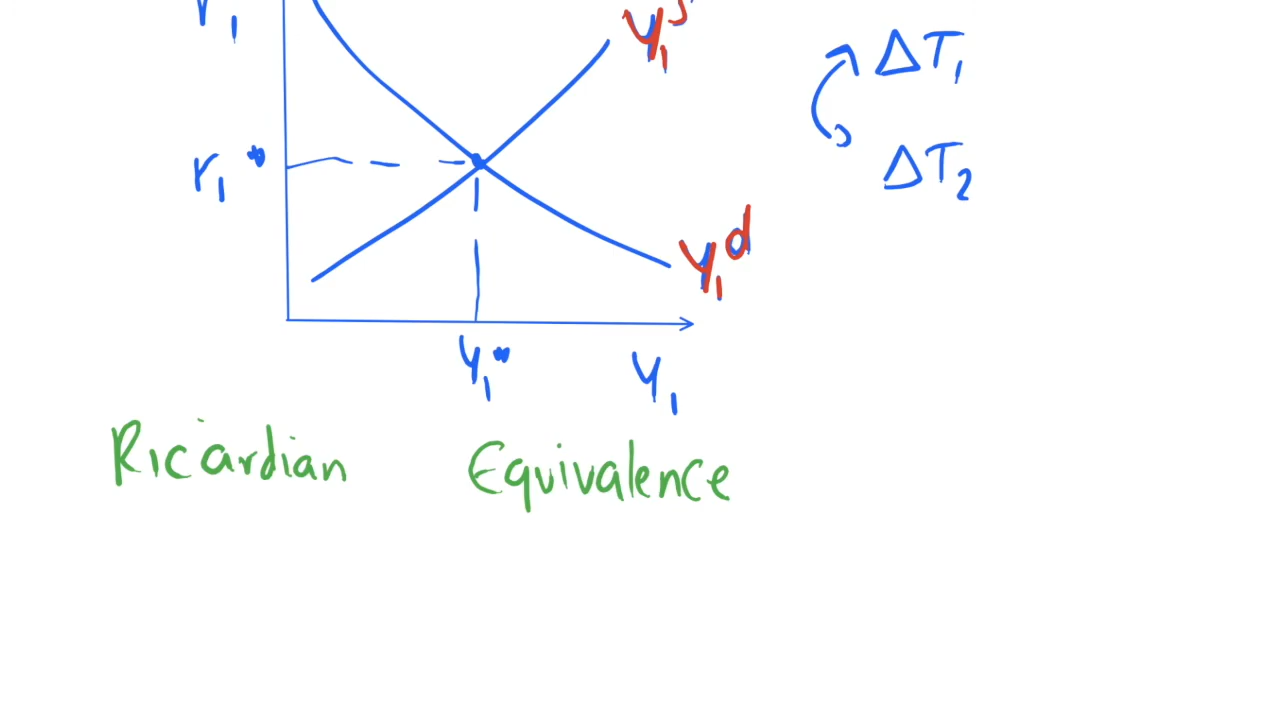 r₁
Y₁ˢ
ΔT₁
r₁*
ΔT₂
Y₁ᵈ
Y₁*
Y₁
Ricardian Equivalence